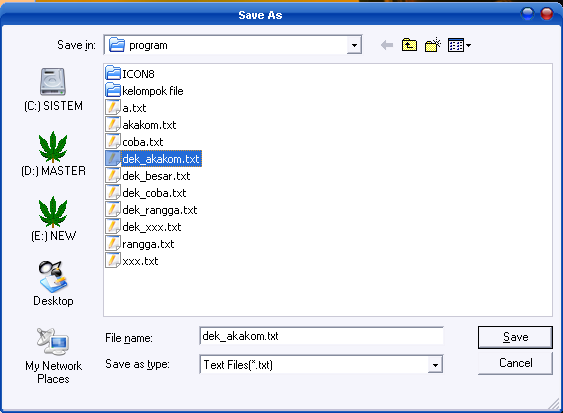 Save As
Save in: program
ICON8
kelompok file
a.txt
akakom.txt
coba.txt
dek_akakom.txt
dek_besar.txt
dek_coba.txt
dek_rangga.txt
dek_xxx.txt
rangga.txt
xxx.txt
(C:) SISTEM
(D:) MASTER
(E:) NEW
Desktop
My Network
Places
File name: dek_akakom.txt
Save
Save as type: Text Files(*.txt)
Cancel